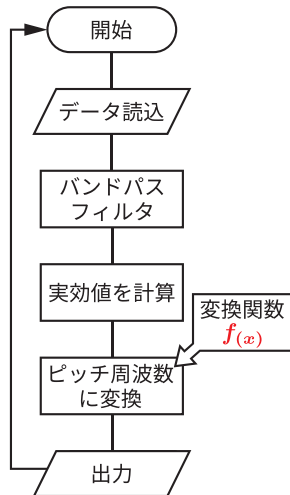 開始
データ読込
バンドパス
フィルタ
実効値を計算
変換関数
f(x)
ピッチ周波数
に変換
出力